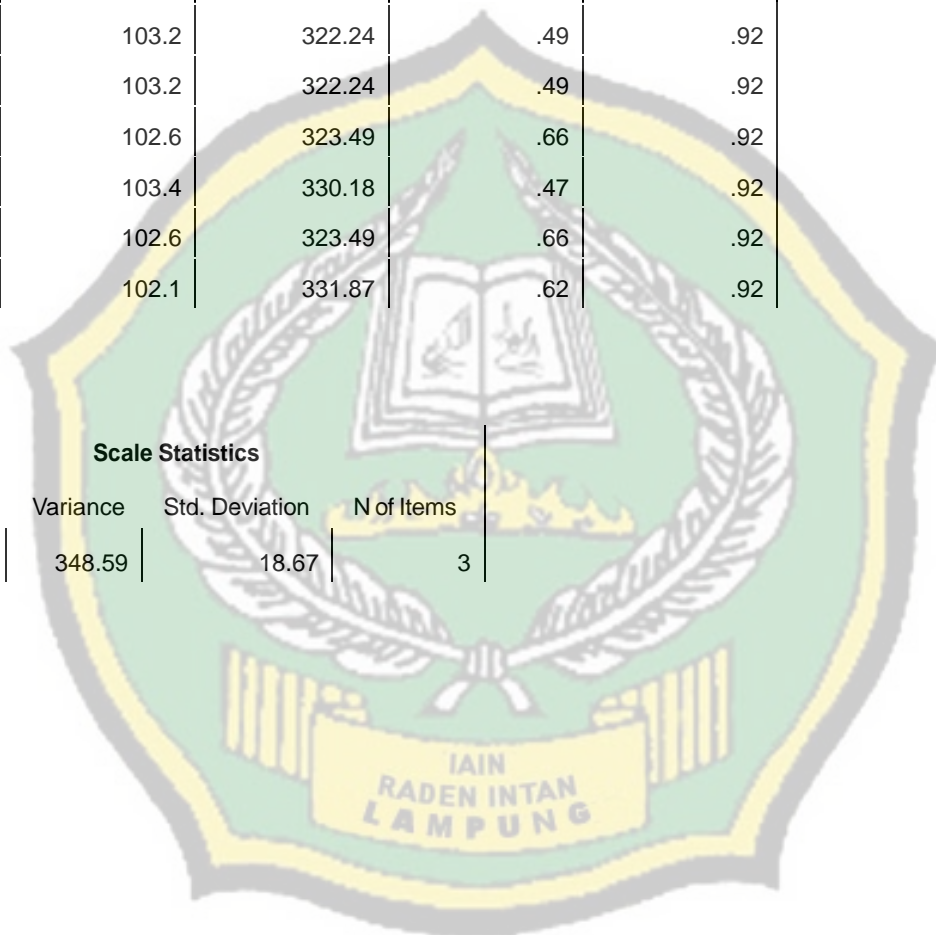 103.2 322.24 .49 .92
103.2 322.24 .49 .92
102.6 323.49 .66 .92
103.4 330.18 .47 .92
102.6 323.49 .66 .92
102.1 331.87 .62 .92
Scale Statistics
Variance Std. Deviation N of Items
348.59 18.67 3
IAIN
RADEN INTAN
LAMPUNG